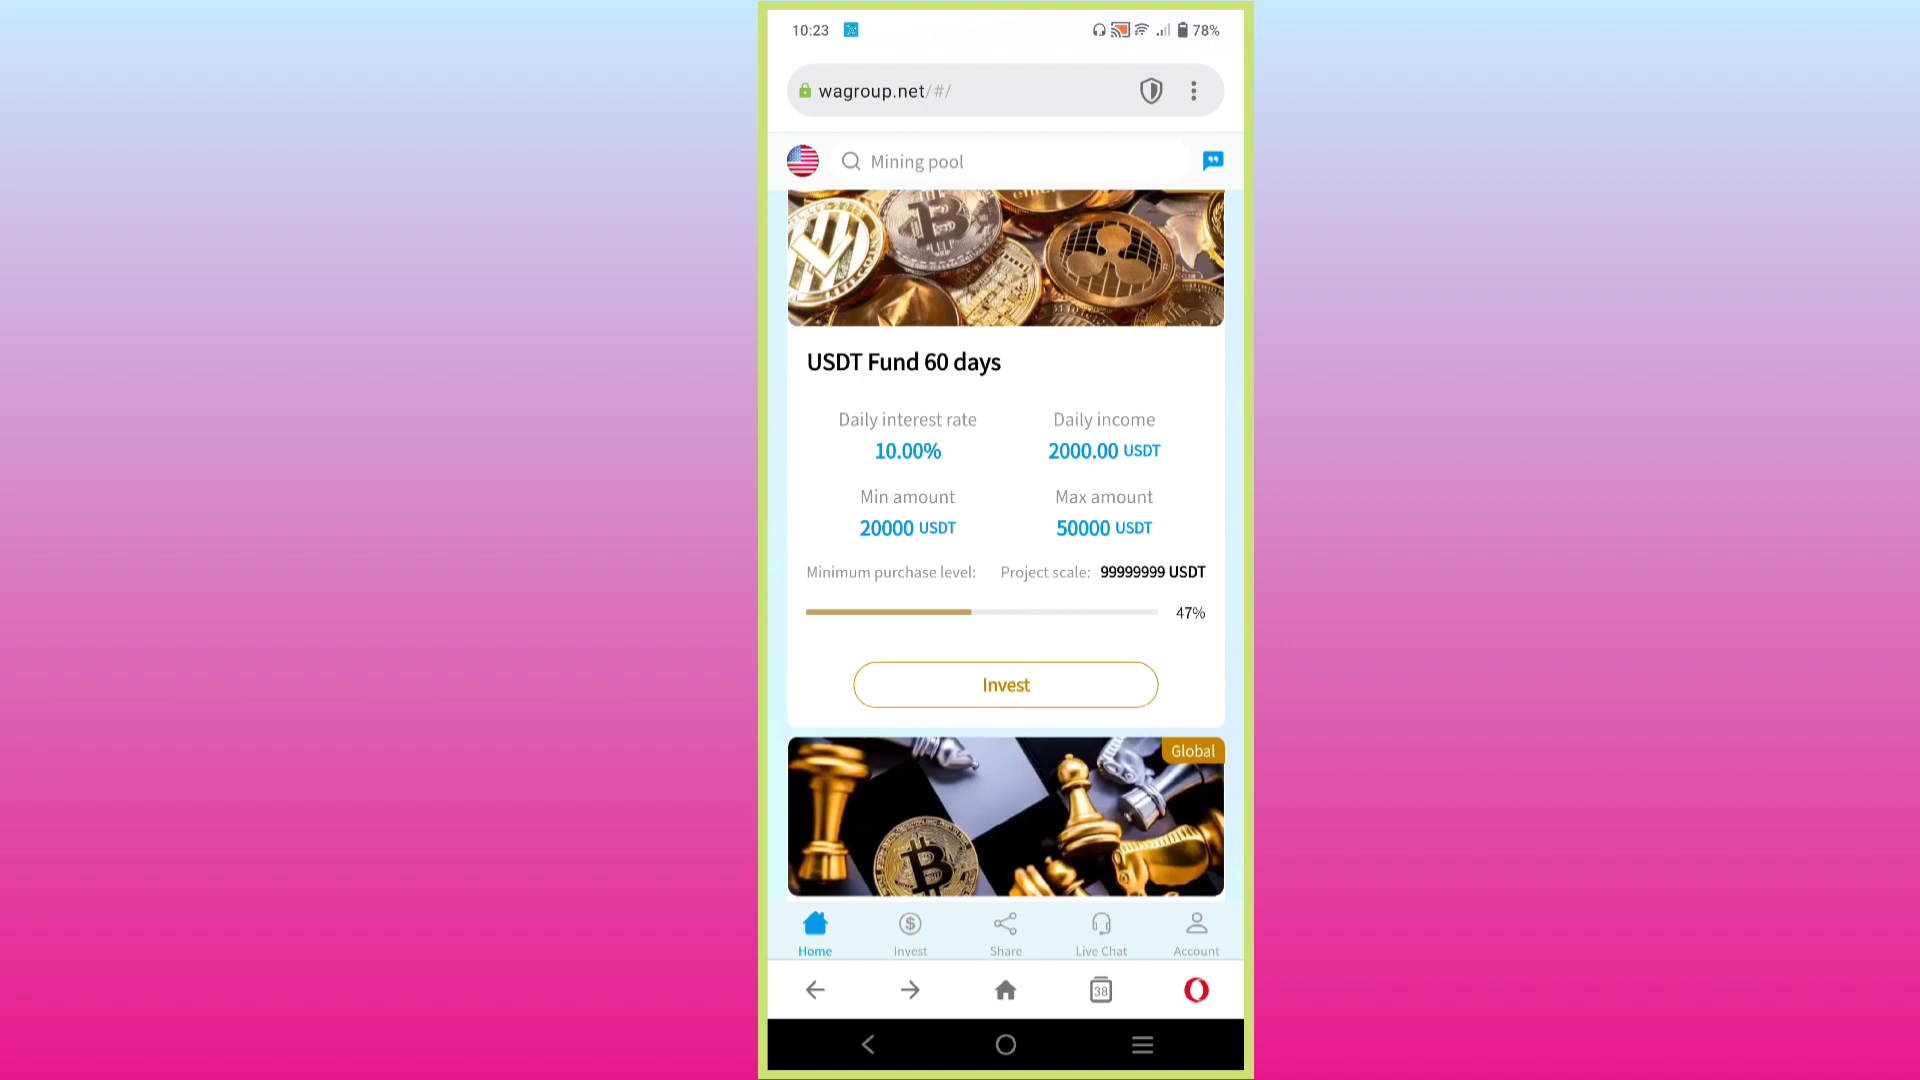 10:23
78%
wagroup.net/#/
Mining pool
USDT Fund 60 days
Daily interest rate
Daily income
10.00%
2000.00 USDT
Min amount
Max amount
20000 USDT
50000 USDT
Minimum purchase level:
Project scale: 99999999 USDT
47%
Invest
Global
Home
Invest
Share
Live Chat
Account
38